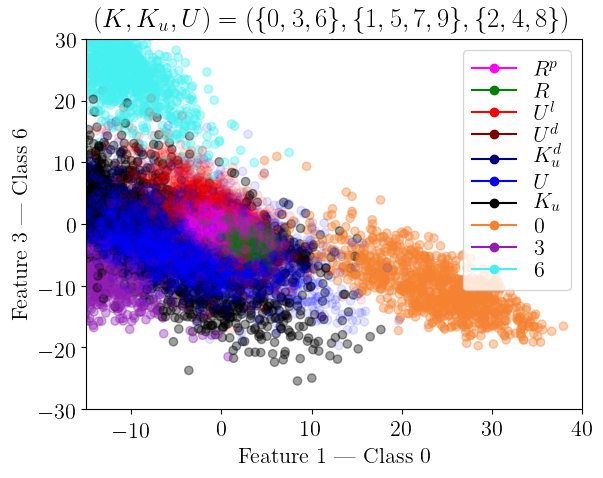 (K, K_u, U) = ({0, 3, 6}, {1, 5, 7, 9}, {2, 4, 8})
30
20
10
0
−10
−20
−30
Feature 3 — Class 6
R^p
R
U^l
U^d
K_u^d
U
K_u
0
3
6
−10
0
10
20
30
40
Feature 1 — Class 0